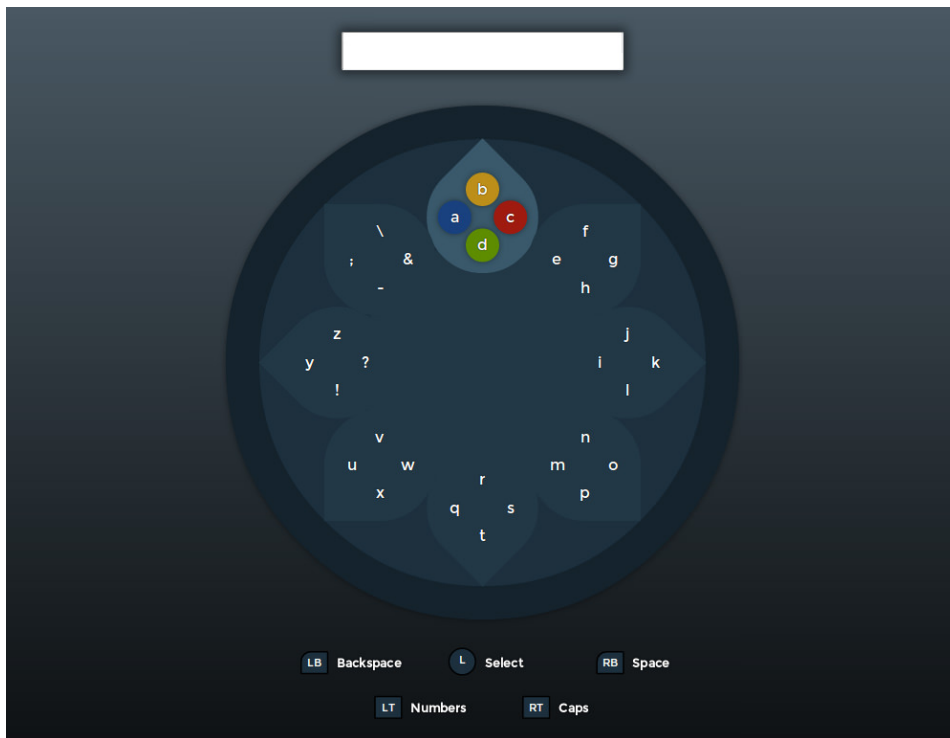 b
a c
d
\
; &
-
f
e g
h
z
y ?
!
j
i k
l
v
u w
x
n
m o
p
r
q s
t
LB Backspace L Select RB Space
LT Numbers RT Caps